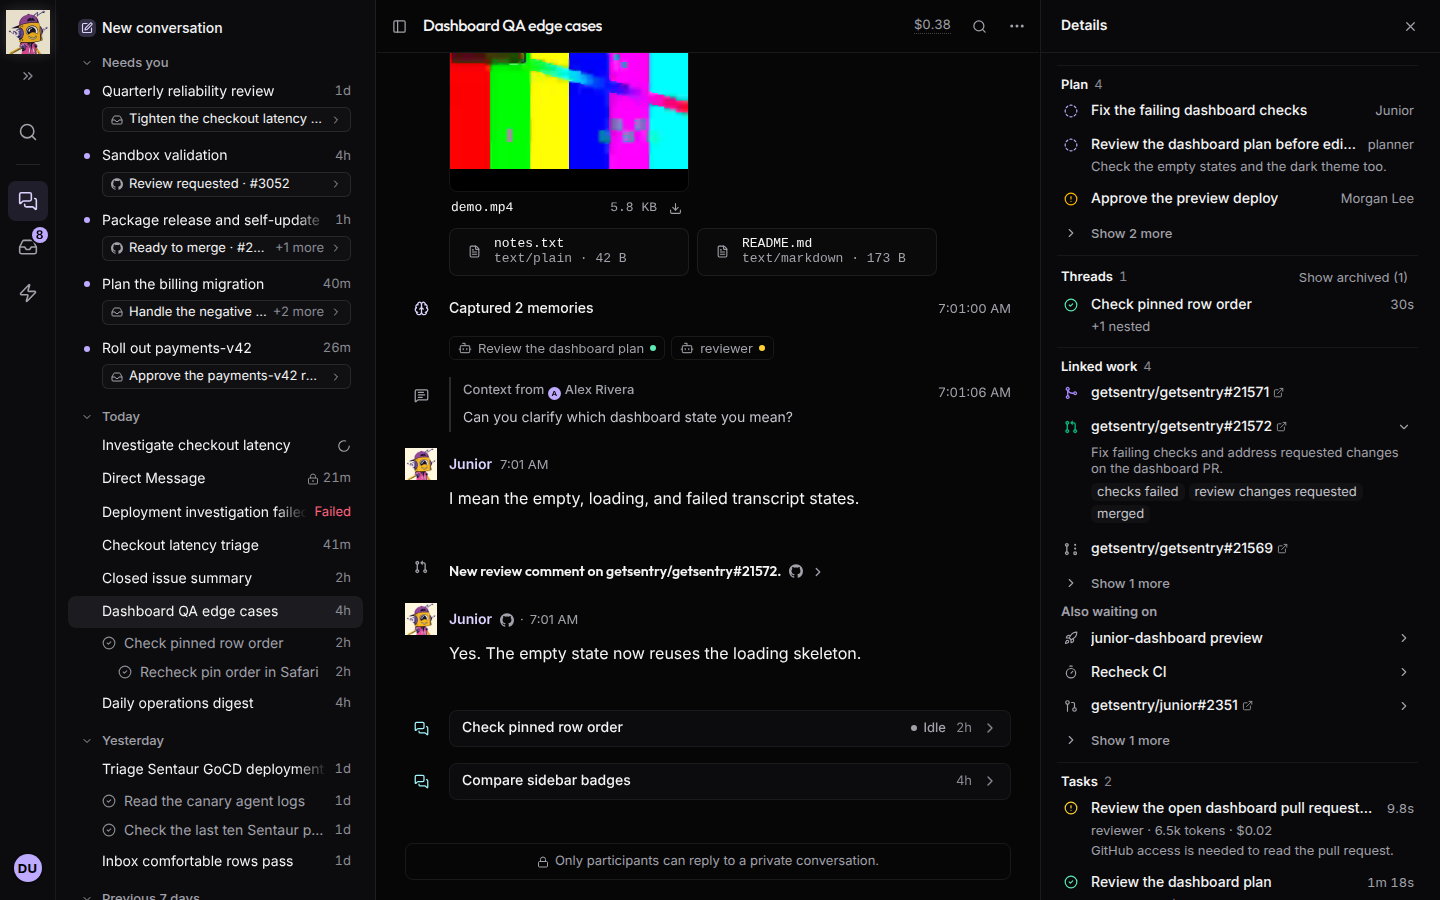 New conversation
Needs you
Quarterly reliability review 1d
Tighten the checkout latency ...
Sandbox validation 4h
Review requested · #3052
Package release and self-update 1h
Ready to merge · #2... +1 more
Plan the billing migration 40m
Handle the negative ... +2 more
Roll out payments-v42 26m
Approve the payments-v42 r...
Today
Investigate checkout latency
Direct Message 21m
Deployment investigation failed Failed
Checkout latency triage 41m
Closed issue summary 2h
Dashboard QA edge cases 4h
Check pinned row order 2h
Recheck pin order in Safari 2h
Daily operations digest 4h
Yesterday
Triage Sentaur GoCD deployment 1d
Read the canary agent logs 1d
Check the last ten Sentaur p... 1d
Inbox comfortable rows pass 1d
Previous 7 days
8
DU
Dashboard QA edge cases $0.38
demo.mp4 5.8 KB
notes.txt
text/plain · 42 B
README.md
text/markdown · 173 B
Captured 2 memories 7:01:00 AM
Review the dashboard plan
reviewer
Context from A Alex Rivera 7:01:06 AM
Can you clarify which dashboard state you mean?
Junior 7:01 AM
I mean the empty, loading, and failed transcript states.
New review comment on getsentry/getsentry#21572.
Junior · 7:01 AM
Yes. The empty state now reuses the loading skeleton.
Check pinned row order Idle 2h
Compare sidebar badges 4h
Only participants can reply to a private conversation.
Details
Plan 4
Fix the failing dashboard checks Junior
Review the dashboard plan before edi... planner
Check the empty states and the dark theme too.
Approve the preview deploy Morgan Lee
Show 2 more
Threads 1 Show archived (1)
Check pinned row order 30s
+1 nested
Linked work 4
getsentry/getsentry#21571
getsentry/getsentry#21572
Fix failing checks and address requested changes
on the dashboard PR.
checks failed review changes requested
merged
getsentry/getsentry#21569
Show 1 more
Also waiting on
junior-dashboard preview
Recheck CI
getsentry/junior#2351
Show 1 more
Tasks 2
Review the open dashboard pull request... 9.8s
reviewer · 6.5k tokens · $0.02
GitHub access is needed to read the pull request.
Review the dashboard plan 1m 18s